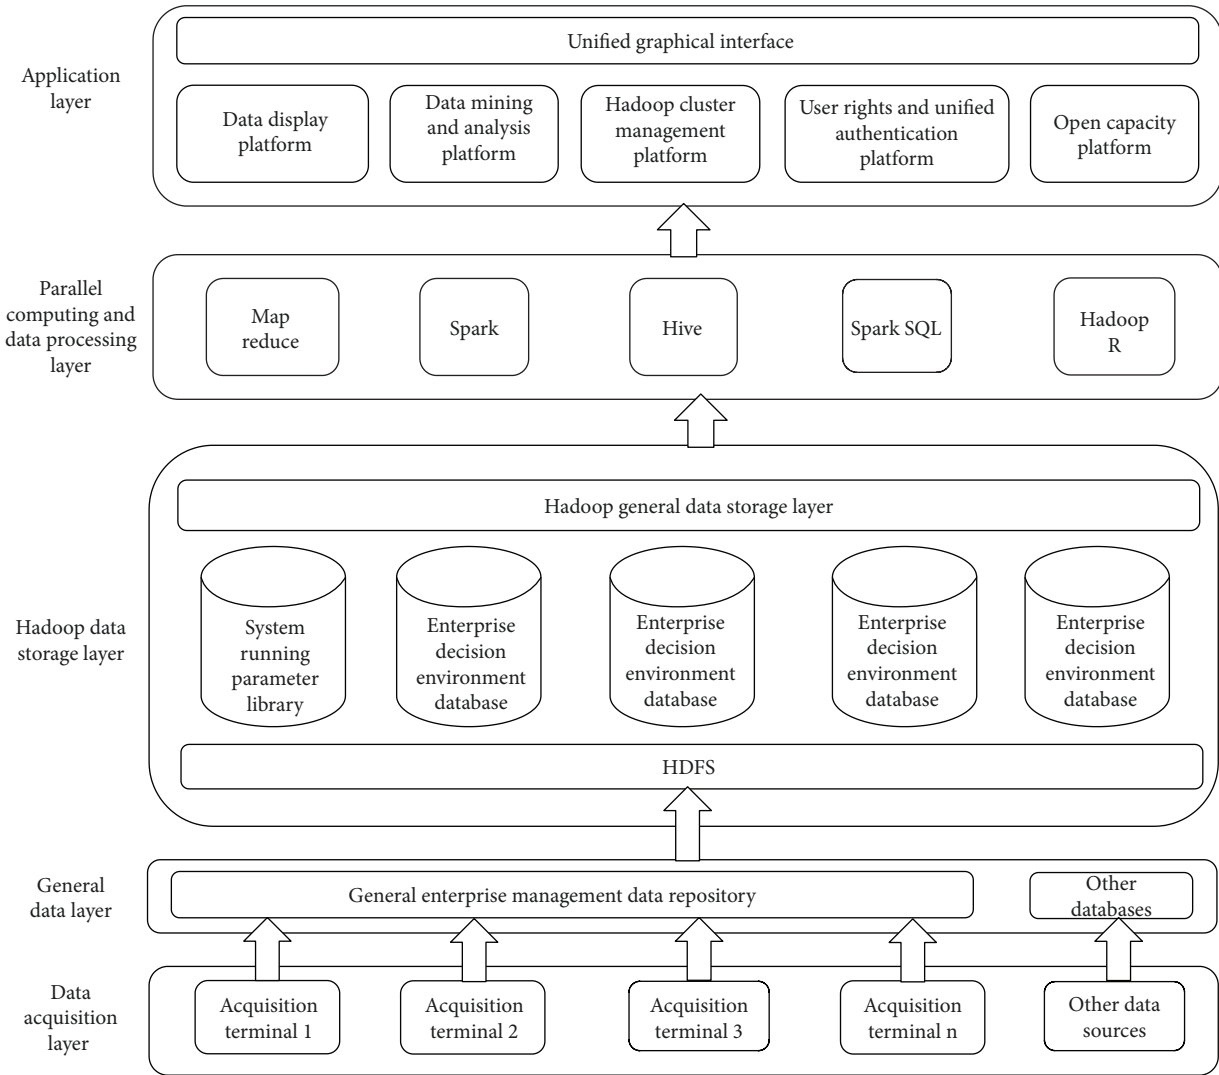 Unified graphical interface
Application
layer
Data display
platform
Data mining
and analysis
platform
Hadoop cluster
management
platform
User rights and unified
authentication
platform
Open capacity
platform
Parallel
computing and
data processing
layer
Map
reduce
Spark
Hive
Spark SQL
Hadoop
R
Hadoop general data storage layer
Hadoop data
storage layer
System
running
parameter
library
Enterprise
decision
environment
database
Enterprise
decision
environment
database
Enterprise
decision
environment
database
Enterprise
decision
environment
database
HDFS
General
data layer
General enterprise management data repository
Other
databases
Data
acquisition
layer
Acquisition
terminal 1
Acquisition
terminal 2
Acquisition
terminal 3
Acquisition
terminal n
Other data
sources